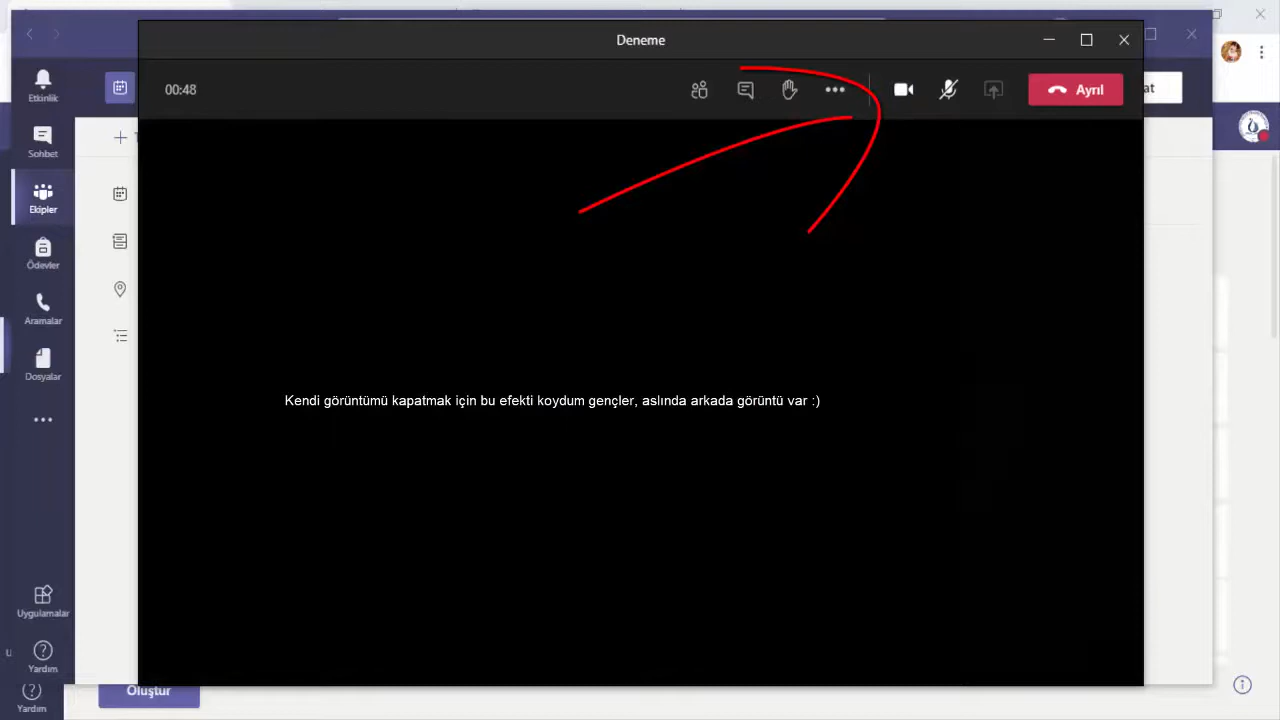 Deneme
00:48
Ayrıl
at
Etkinlik
Sohbet
Ekipler
Ödevler
Aramalar
Dosyalar
Kendi görüntümü kapatmak için bu efekti koydum gençler, aslında arkada görüntü var :)
Uygulamalar
Yardım
Yardım
Oluştur